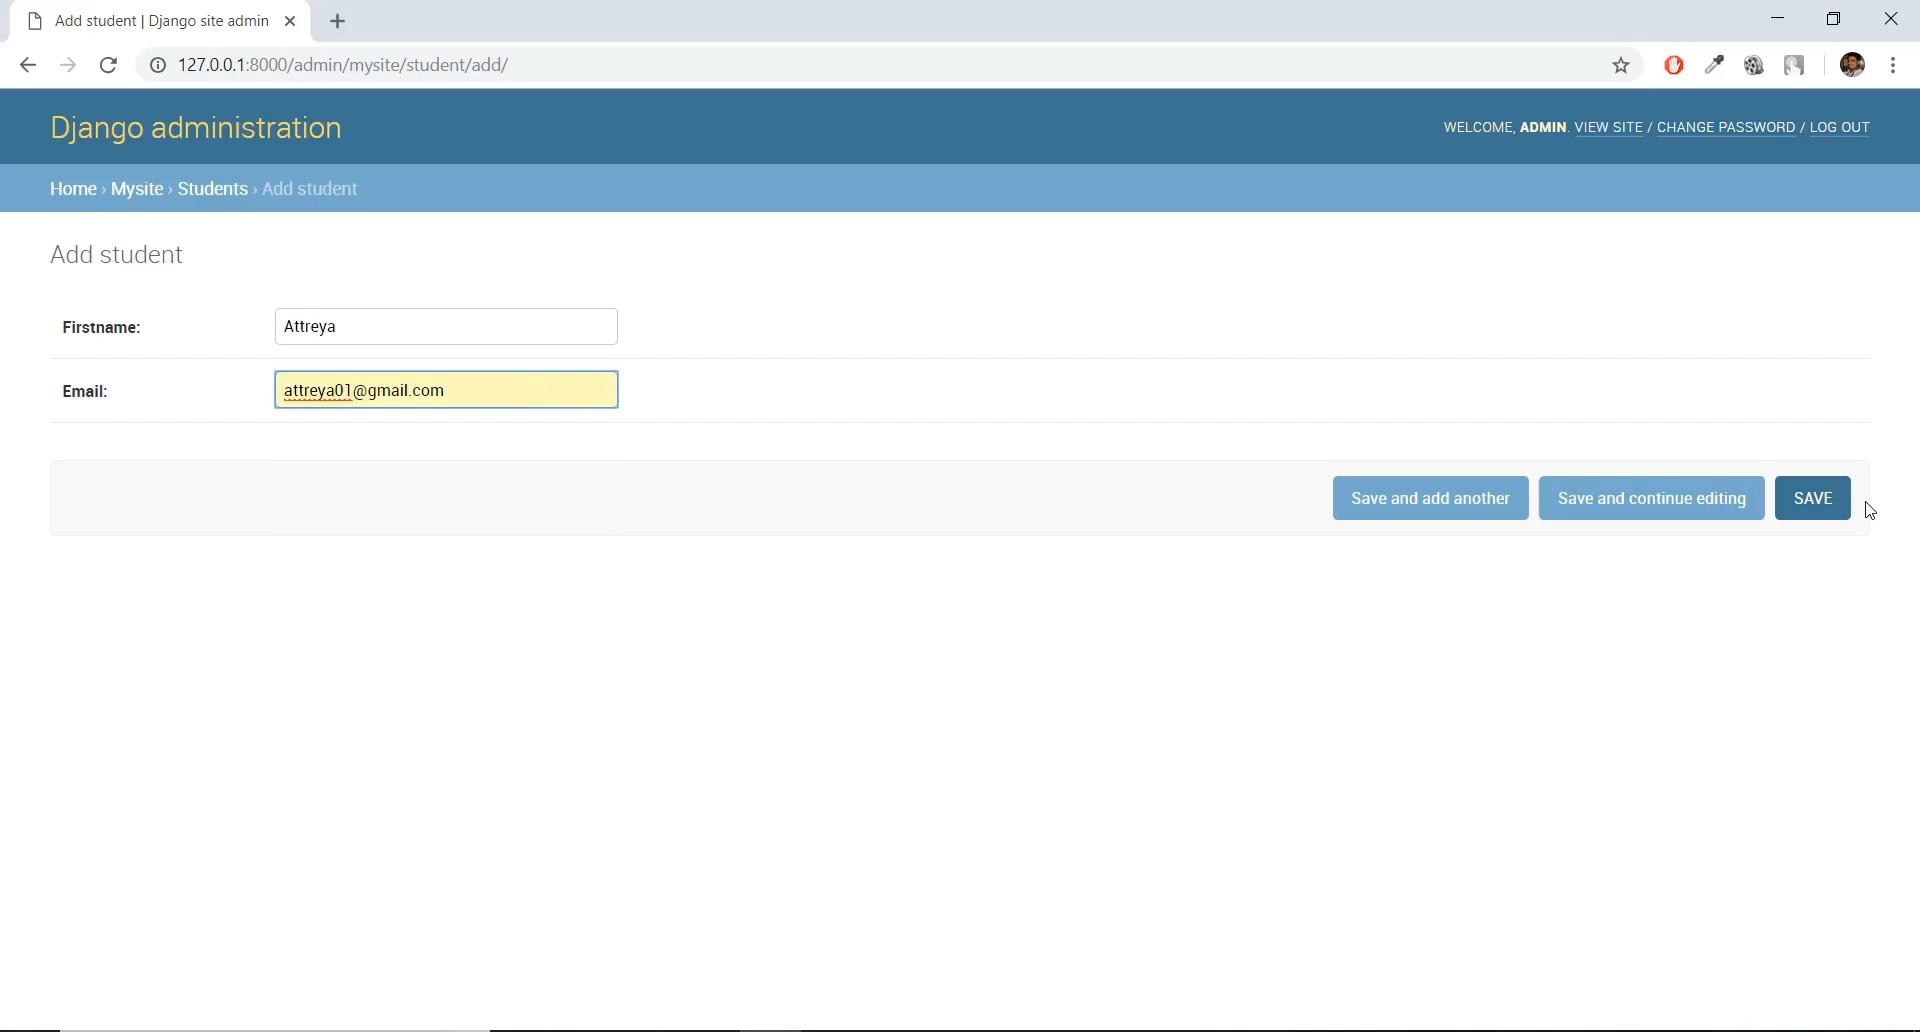 Add student | Django site admin
127.0.0.1:8000/admin/mysite/student/add/
Django administration
WELCOME, ADMIN. VIEW SITE / CHANGE PASSWORD / LOG OUT
Home › Mysite › Students › Add student
Add student
Firstname: Attreya
Email: attreya01@gmail.com
Save and add another Save and continue editing SAVE